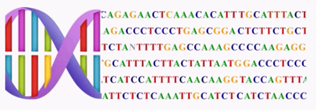 CAGAGAACTCAAACACATTTGCATTTACT
AGACCCTCCCTGAGCGGACTCTTCTGCT
TCTANTTTTGAGCCAAAGCCCCAAGAGG
GCATTTACTTACTATTAATGGACCCTCCC
TCATCCATTTTCAACAAGGTACCAGTTTA
ATTCTCTCAAATTGCATCTCATCTAACCC